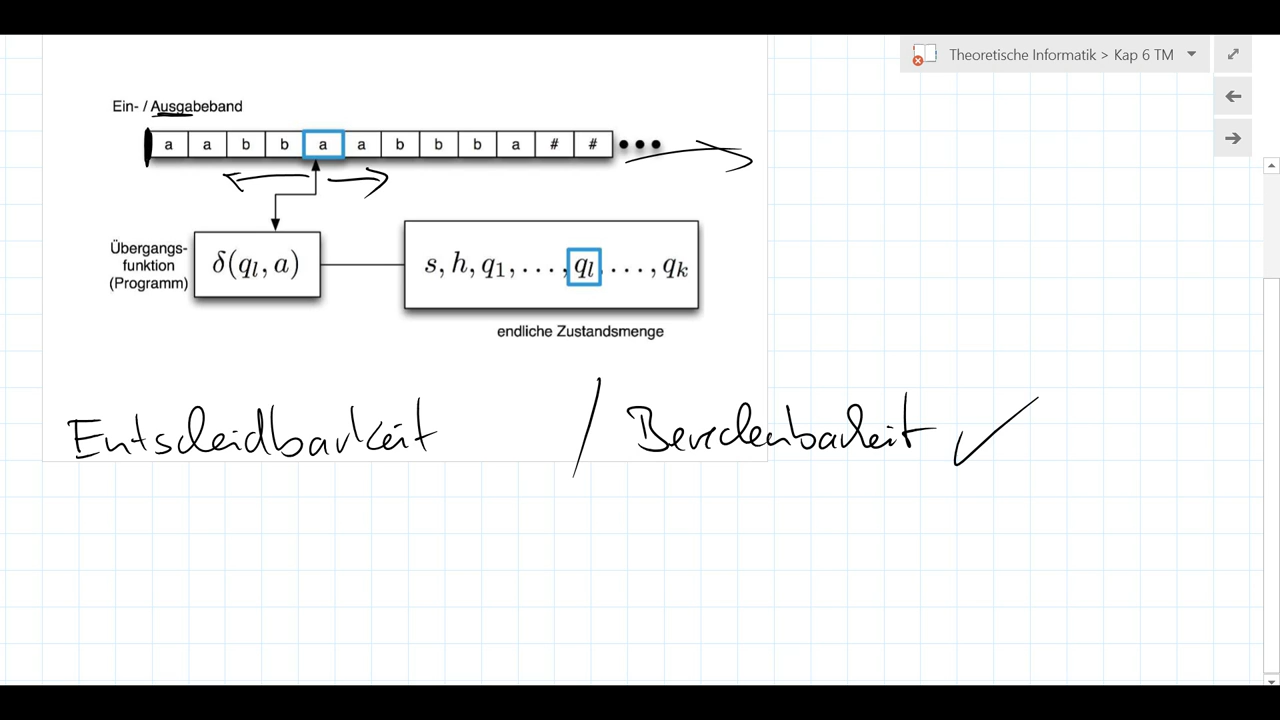 Theoretische Informatik > Kap 6 TM
Ein- / Ausgabeband
a a b b a a b b b a # #
Übergangs-
funktion
(Programm)
δ(q_l, a)
s, h, q_1, ..., q_l, ..., q_k
endliche Zustandsmenge
Entscheidbarkeit / Berechenbarkeit ✓